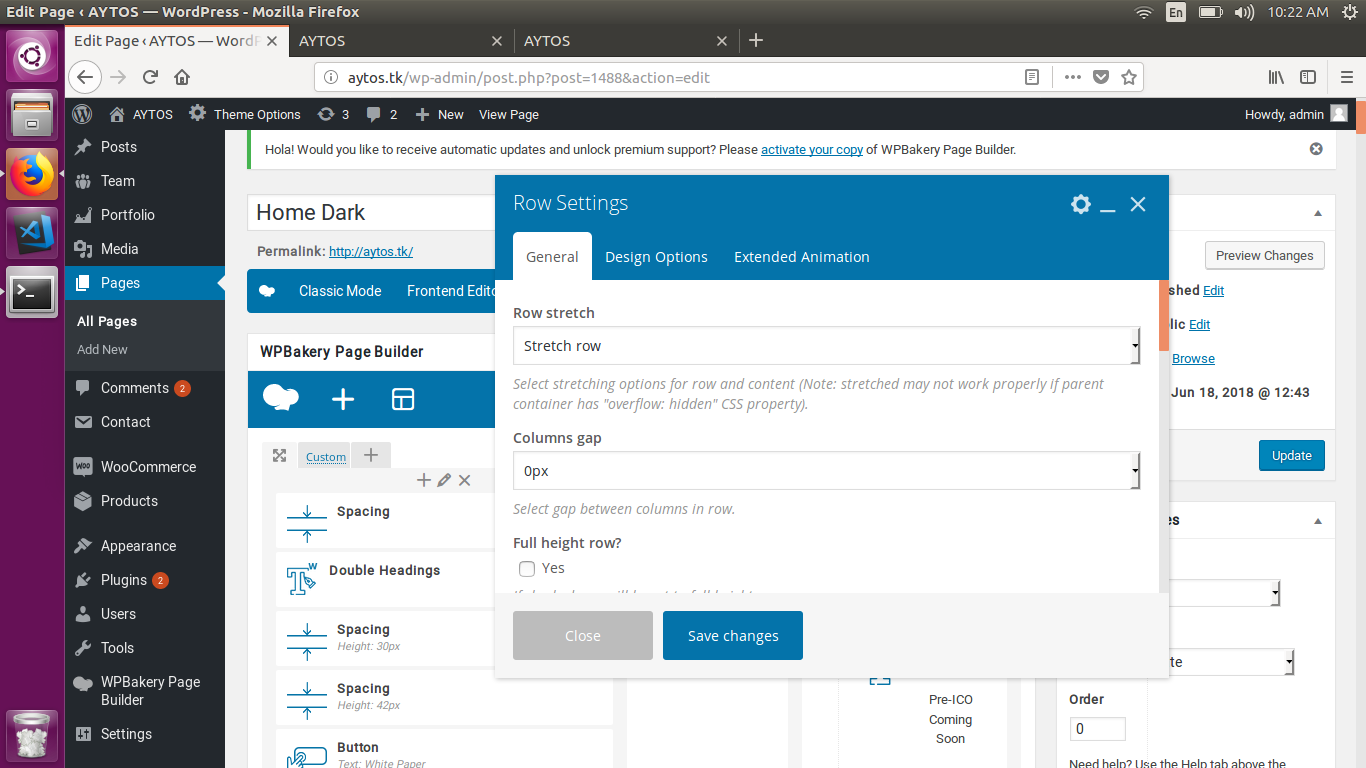 Edit Page ‹ AYTOS — WordPress - Mozilla Firefox
En
10:22 AM
Edit Page ‹ AYTOS — WordP
AYTOS
AYTOS
aytos.tk/wp-admin/post.php?post=1488&action=edit
AYTOS
Theme Options
3
2
New
View Page
Howdy, admin
Posts
Team
Portfolio
Media
Pages
All Pages
Add New
Comments 2
Contact
WooCommerce
Products
Appearance
Plugins 2
Users
Tools
WPBakery Page
Builder
Settings
Hola! Would you like to receive automatic updates and unlock premium support? Please activate your copy of WPBakery Page Builder.
Home Dark
Permalink: http://aytos.tk/
Classic Mode
Frontend Edito
WPBakery Page Builder
Custom
Spacing
Double Headings
Spacing
Height: 30px
Spacing
Height: 42px
Button
Text: White Paper
Row Settings
General
Design Options
Extended Animation
Row stretch
Stretch row
Select stretching options for row and content (Note: stretched may not work properly if parent
container has "overflow: hidden" CSS property).
Columns gap
0px
Select gap between columns in row.
Full height row?
Yes
Close
Save changes
Pre-ICO
Coming
Soon
Preview Changes
shed Edit
lic Edit
Browse
Jun 18, 2018 @ 12:43
Update
es
te
Order
0
Need help? Use the Help tab above the